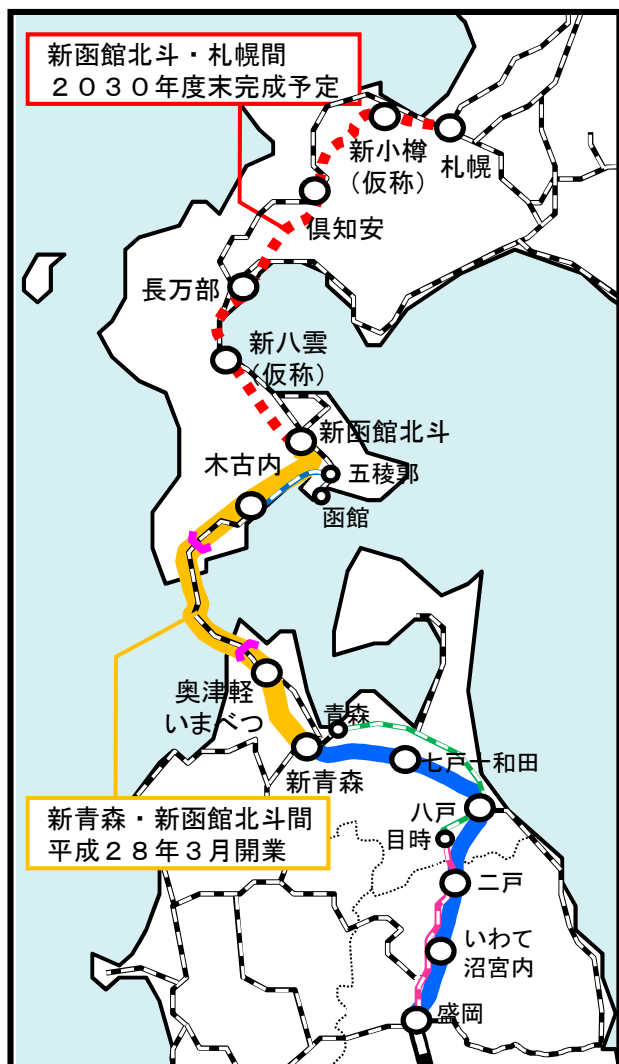 新函館北斗・札幌間
２０３０年度末完成予定
新小樽
（仮称）
札幌
倶知安
長万部
新八雲
（仮称）
新函館北斗
木古内
五稜郭
函館
奥津軽
いまべつ
青森
新青森
七戸十和田
新青森・新函館北斗間
平成２８年３月開業
八戸
目時
二戸
いわて
沼宮内
盛岡